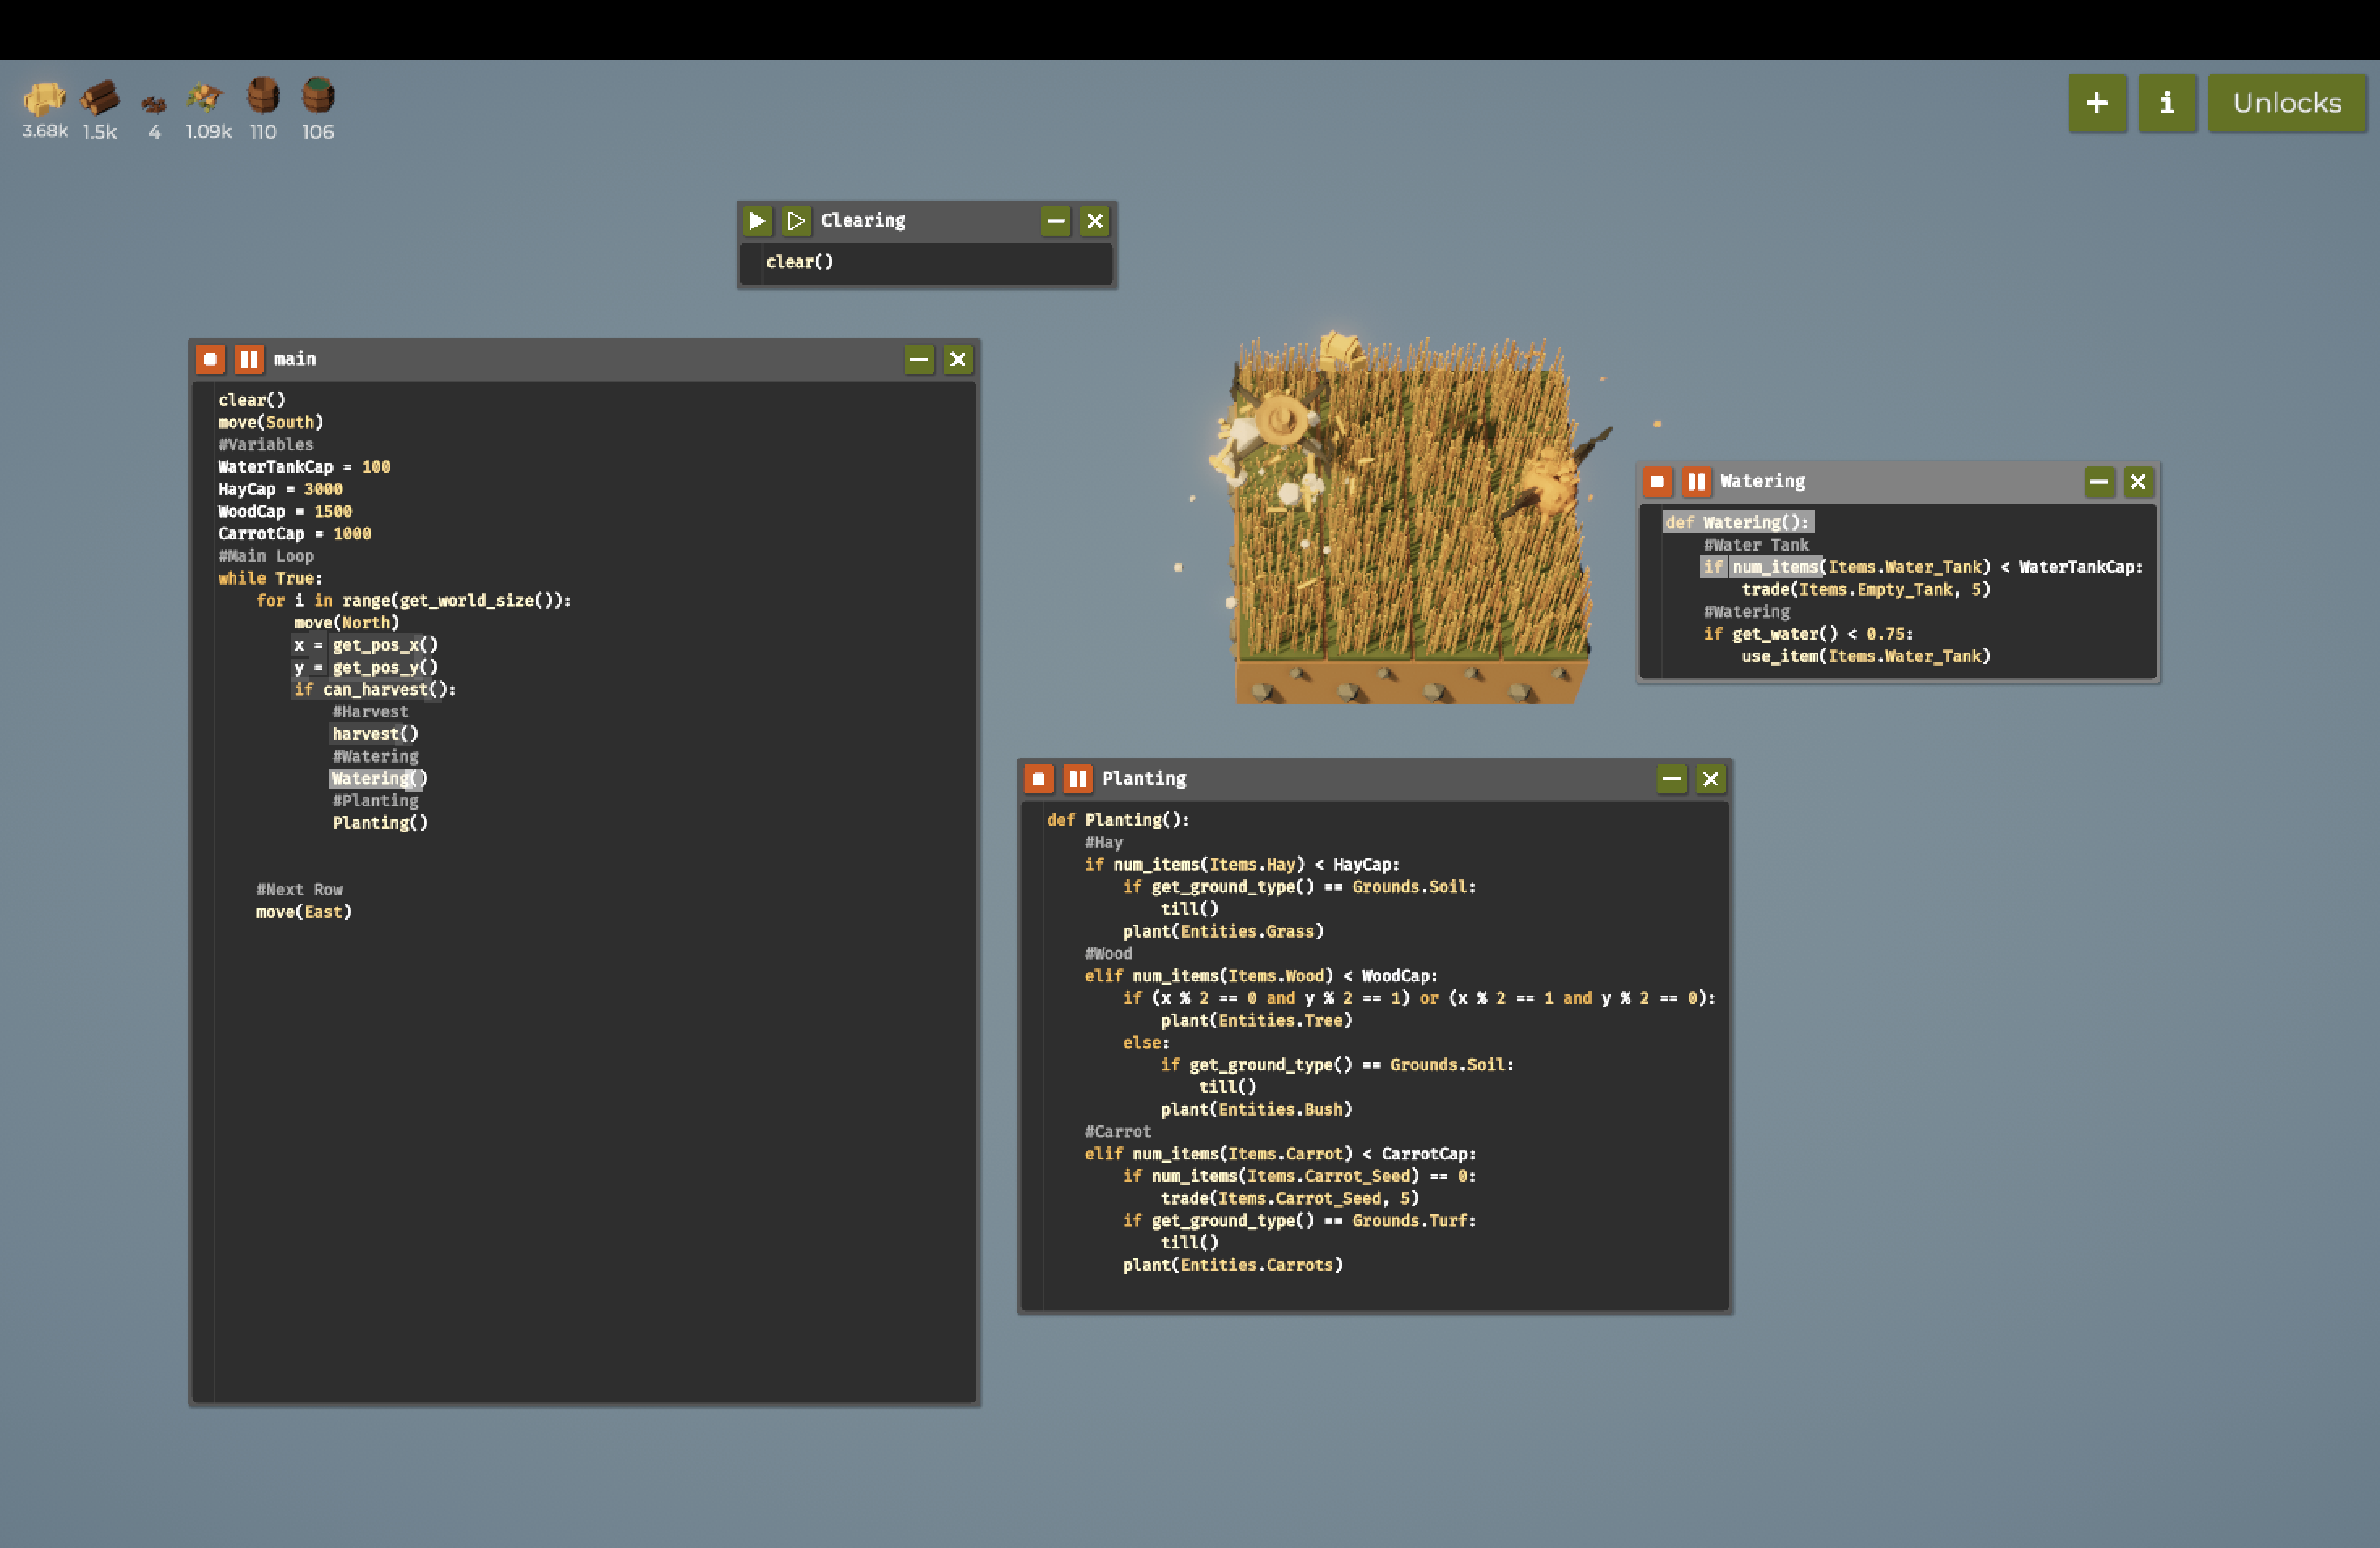 3.68k 1.5k 4 1.09k 110 106
+ i Unlocks
Clearing
clear()
main
clear()
move(South)
#Variables
WaterTankCap = 100
HayCap = 3000
WoodCap = 1500
CarrotCap = 1000
#Main Loop
while True:
    for i in range(get_world_size()):
        move(North)
        x = get_pos_x()
        y = get_pos_y()
        if can_harvest():
            #Harvest
            harvest()
            #Watering
            Watering()
            #Planting
            Planting()
    #Next Row
    move(East)
Watering
def Watering():
    #Water Tank
    if num_items(Items.Water_Tank) < WaterTankCap:
        trade(Items.Empty_Tank, 5)
    #Watering
    if get_water() < 0.75:
        use_item(Items.Water_Tank)
Planting
def Planting():
    #Hay
    if num_items(Items.Hay) < HayCap:
        if get_ground_type() == Grounds.Soil:
            till()
        plant(Entities.Grass)
    #Wood
    elif num_items(Items.Wood) < WoodCap:
        if (x % 2 == 0 and y % 2 == 1) or (x % 2 == 1 and y % 2 == 0):
            plant(Entities.Tree)
        else:
            if get_ground_type() == Grounds.Soil:
                till()
            plant(Entities.Bush)
    #Carrot
    elif num_items(Items.Carrot) < CarrotCap:
        if num_items(Items.Carrot_Seed) == 0:
            trade(Items.Carrot_Seed, 5)
        if get_ground_type() == Grounds.Turf:
            till()
        plant(Entities.Carrots)